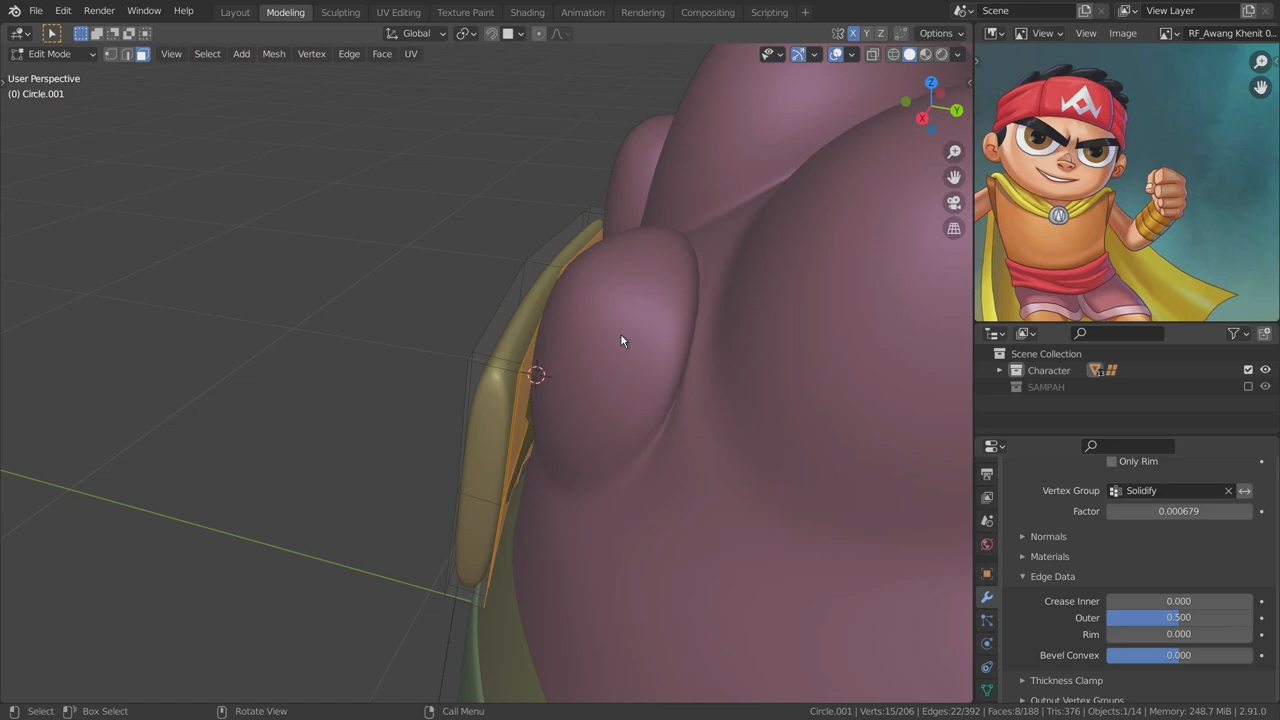 File Edit Render Window Help
Layout Modeling Sculpting UV Editing Texture Paint Shading Animation Rendering Compositing Scripting +
Scene View Layer
Global Options
X Y Z
View View Image RF_Awang Khenit 0...
Edit Mode View Select Add Mesh Vertex Edge Face UV
User Perspective
(0) Circle.001
Z
Y
X
Scene Collection
Character 13
SAMPAH
Only Rim
Vertex Group Solidify
Factor 0.000679
Normals
Materials
Edge Data
Crease Inner 0.000
Outer 0.500
Rim 0.000
Bevel Convex 0.000
Thickness Clamp
Output Vertex Groups
Select Box Select Rotate View Call Menu Circle.001 | Verts:15/206 | Edges:22/392 | Faces:8/188 | Tris:376 | Objects:1/14 | Memory: 248.7 MiB | 2.91.0